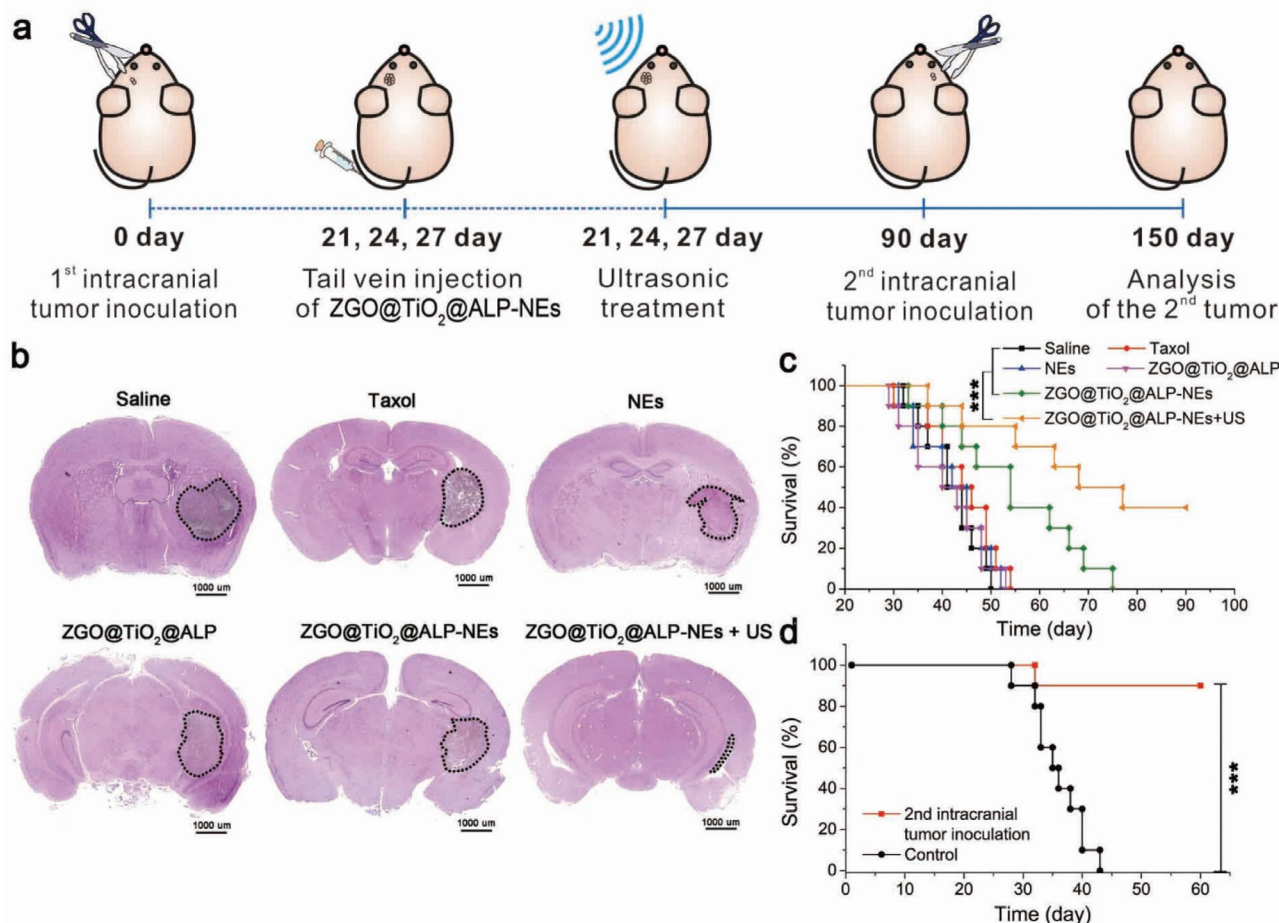 a
0 day
1st intracranial
tumor inoculation
21, 24, 27 day
Tail vein injection
of ZGO@TiO2@ALP-NEs
21, 24, 27 day
Ultrasonic
treatment
90 day
2nd intracranial
tumor inoculation
150 day
Analysis
of the 2nd tumor
b
Saline
1000 um
Taxol
1000 um
NEs
1000 um
ZGO@TiO2@ALP
1000 um
ZGO@TiO2@ALP-NEs
1000 um
ZGO@TiO2@ALP-NEs + US
1000 um
c
Saline
Taxol
NEs
ZGO@TiO2@ALP
ZGO@TiO2@ALP-NEs
ZGO@TiO2@ALP-NEs+US
***
Survival (%)
100
80
60
40
20
0
20 30 40 50 60 70 80 90 100
Time (day)
d
Survival (%)
100
80
60
40
20
0
2nd intracranial
tumor inoculation
Control
***
0 10 20 30 40 50 60
Time (day)